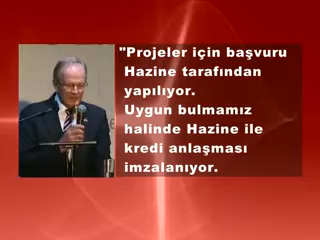 "Projeler için başvuru
Hazine tarafından
yapılıyor.
Uygun bulmamız
halinde Hazine ile
kredi anlaşması
imzalanıyor.